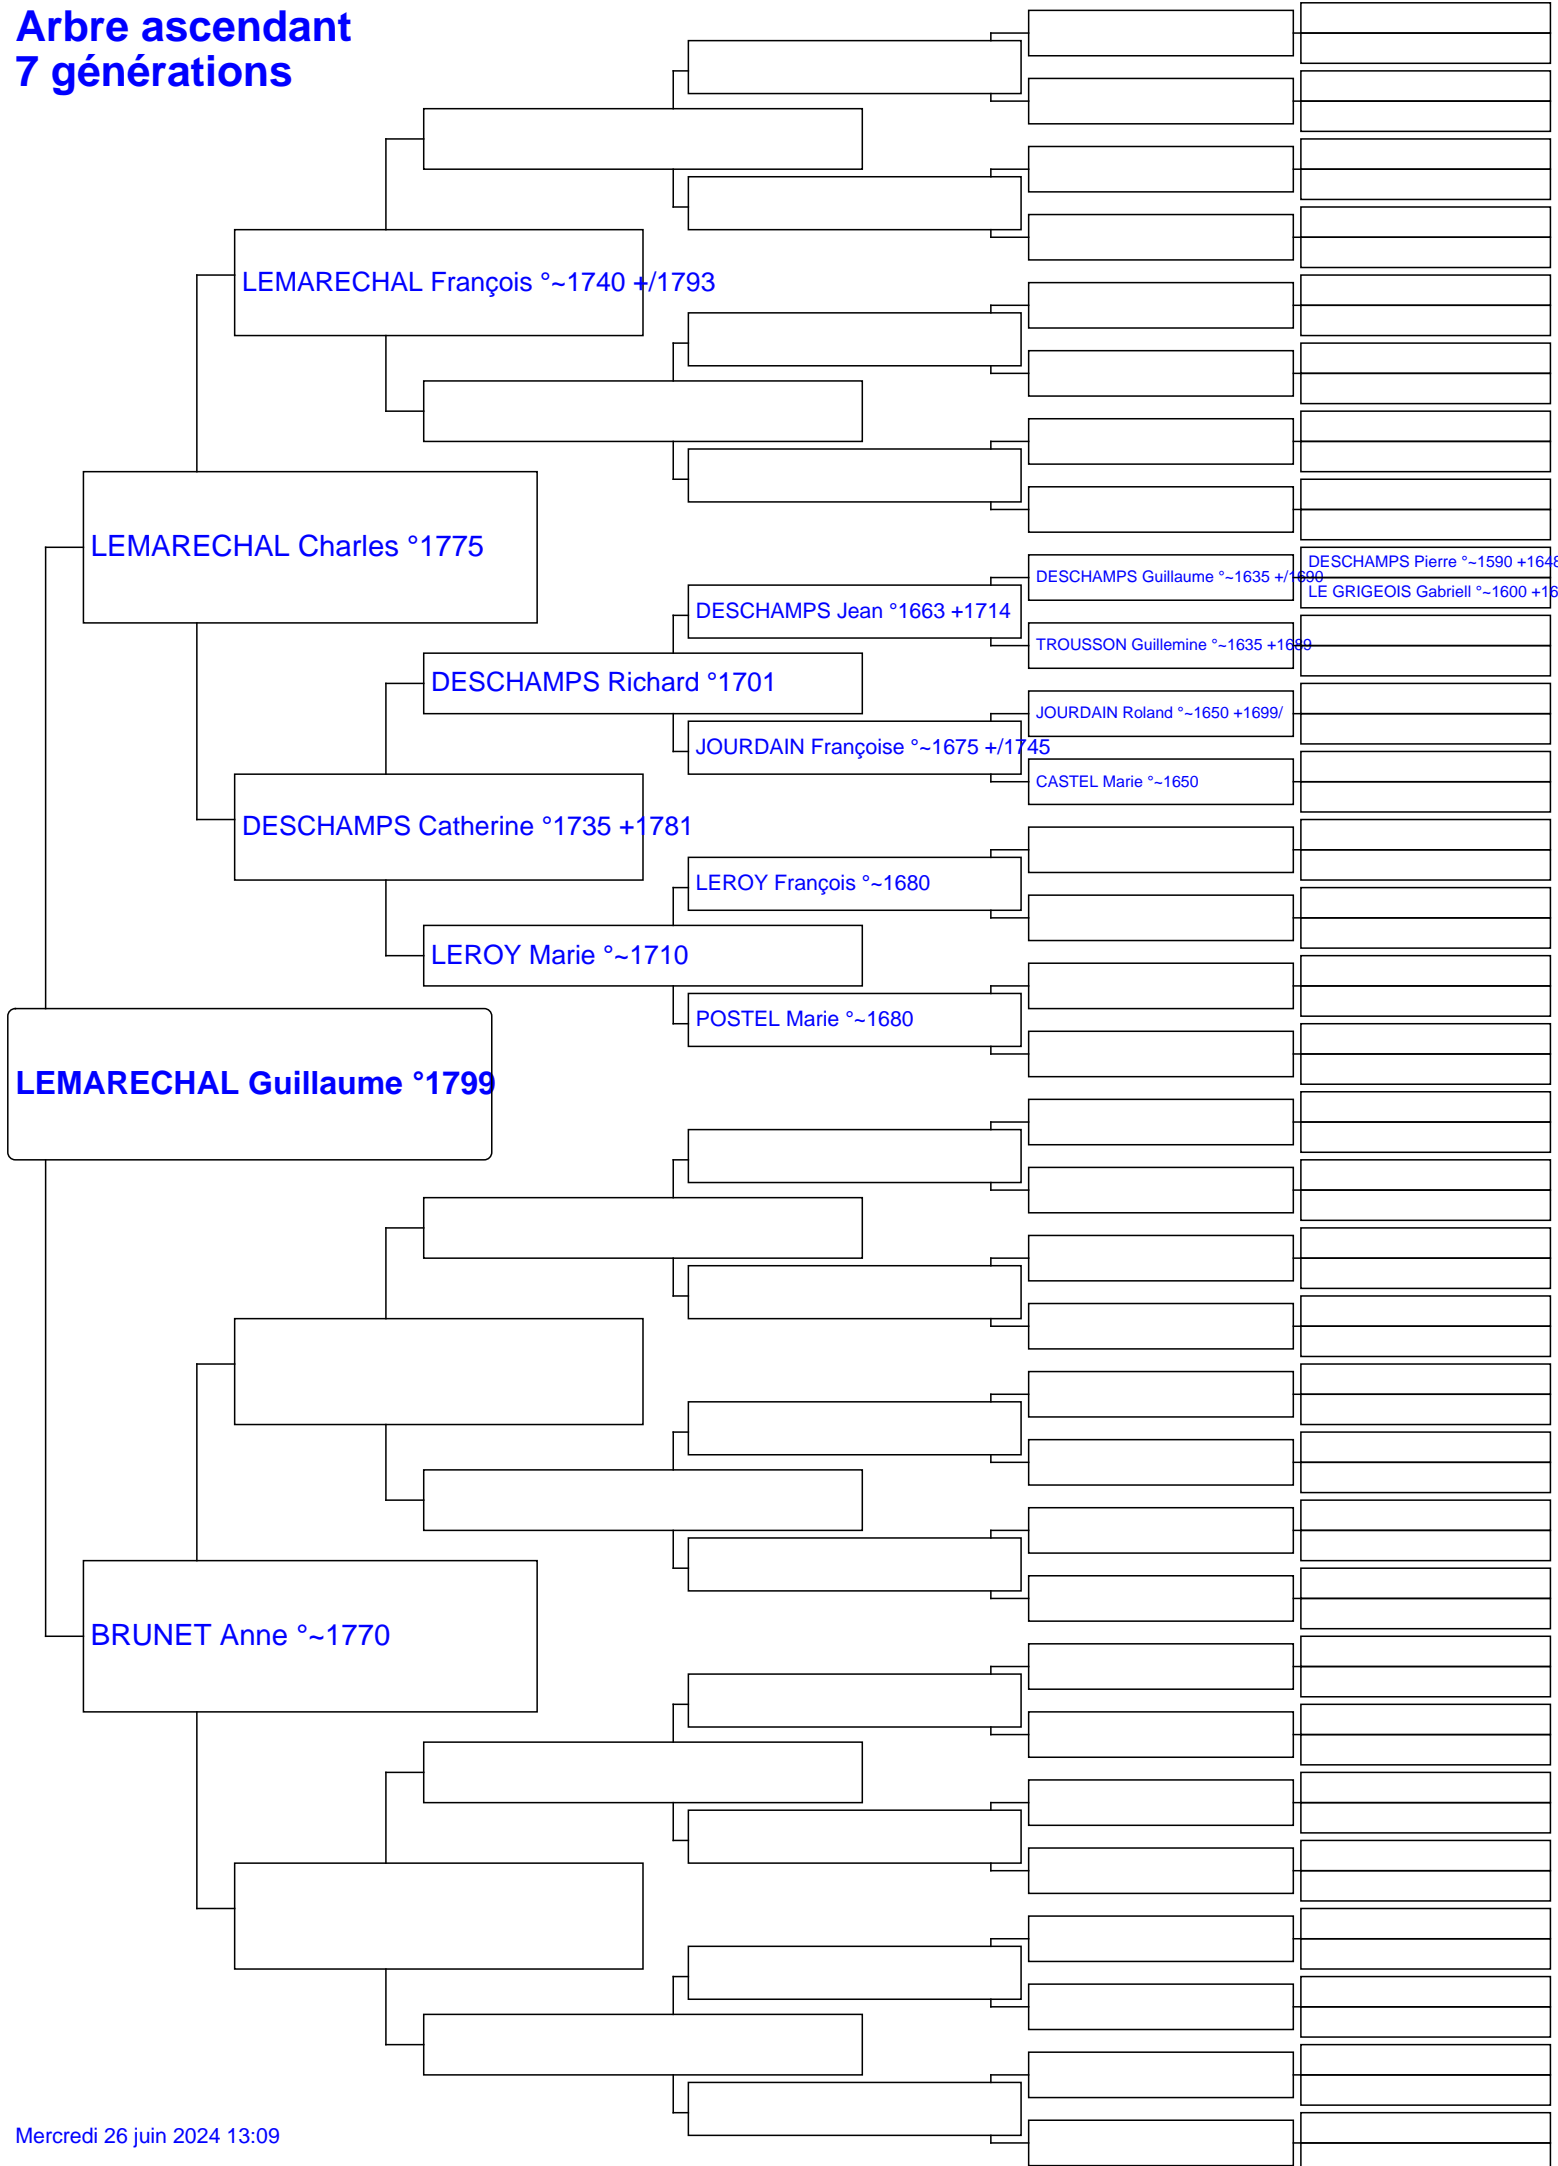 Arbre ascendant
7 générations
LEMARECHAL François °~1740 +/1793
LEMARECHAL Charles °1775
DESCHAMPS Pierre °~1590 +1648
DESCHAMPS Guillaume °~1635 +/1690
LE GRIGEOIS Gabriell °~1600 +16
DESCHAMPS Jean °1663 +1714
TROUSSON Guillemine °~1635 +1689
DESCHAMPS Richard °1701
JOURDAIN Roland °~1650 +1699/
JOURDAIN Françoise °~1675 +/1745
CASTEL Marie °~1650
DESCHAMPS Catherine °1735 +1781
LEROY François °~1680
LEROY Marie °~1710
POSTEL Marie °~1680
LEMARECHAL Guillaume °1799
BRUNET Anne °~1770
Mercredi 26 juin 2024 13:09